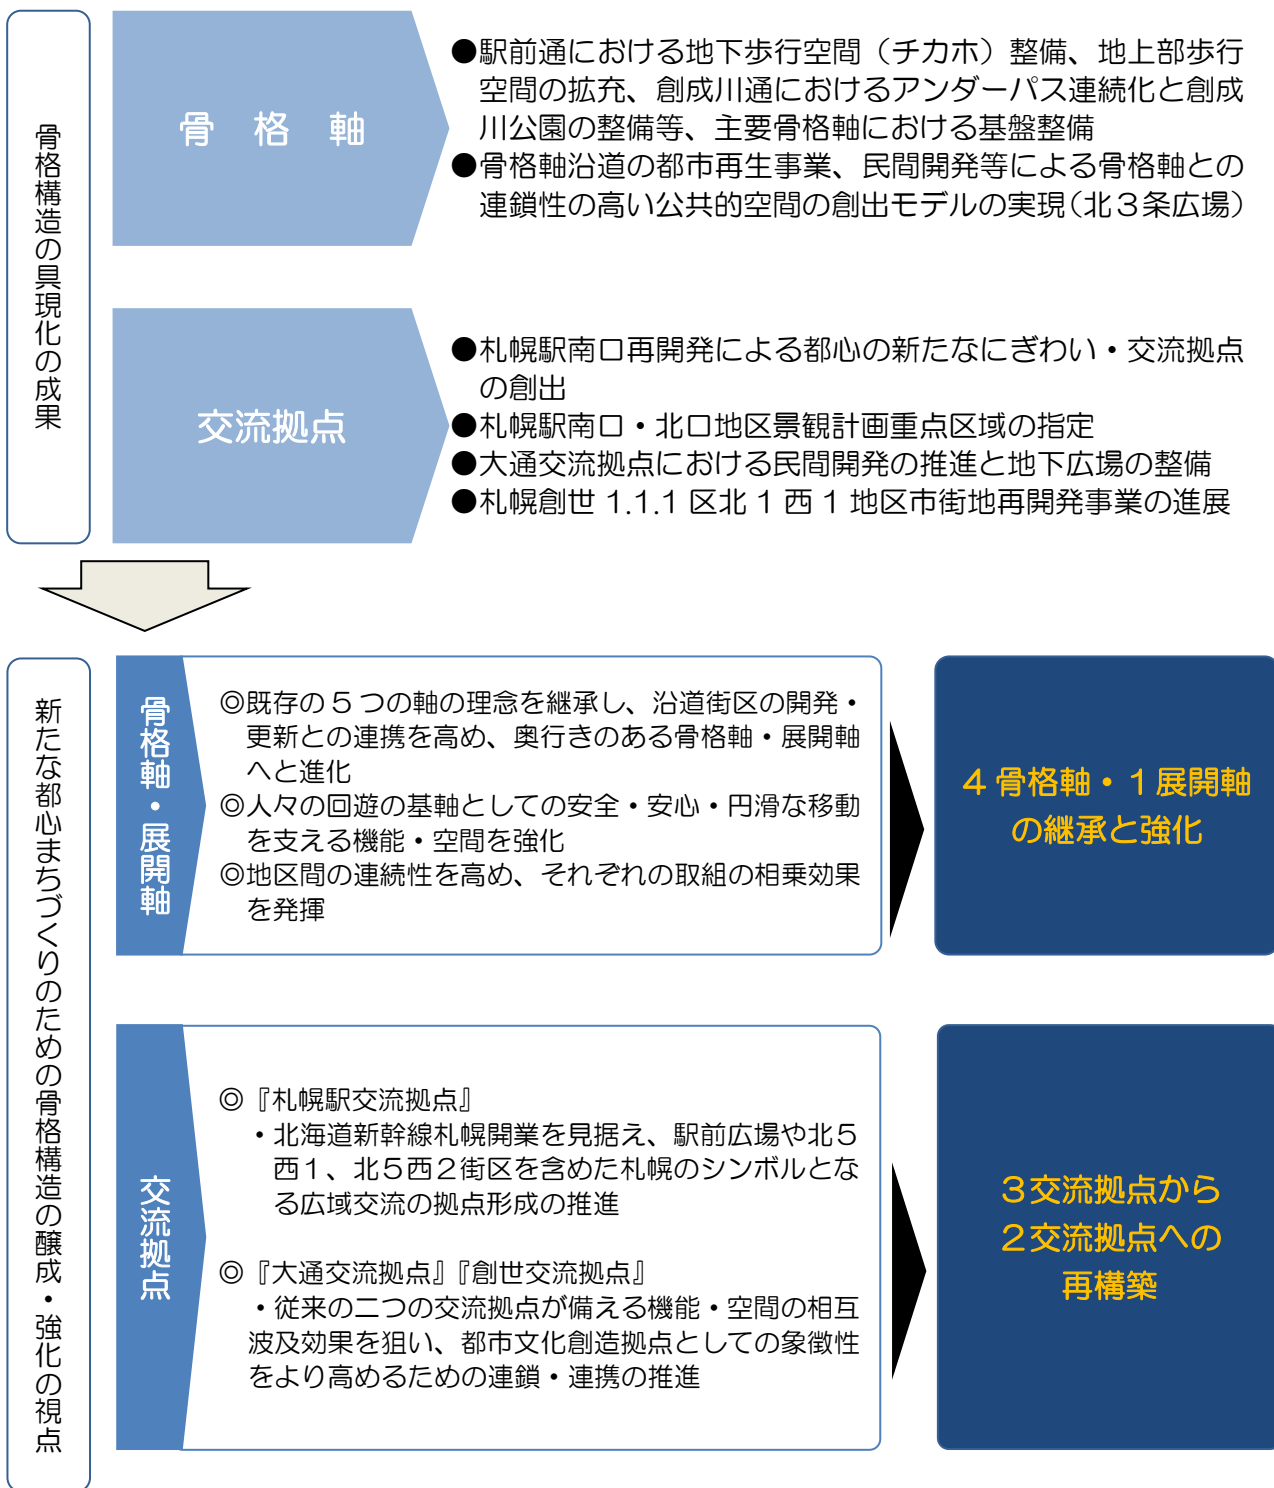 骨格構造の具現化の成果
骨格軸
●駅前通における地下歩行空間（チカホ）整備、地上部歩行
空間の拡充、創成川通におけるアンダーパス連続化と創成
川公園の整備等、主要骨格軸における基盤整備
●骨格軸沿道の都市再生事業、民間開発等による骨格軸との
連鎖性の高い公共的空間の創出モデルの実現（北３条広場）
交流拠点
●札幌駅南口再開発による都心の新たなにぎわい・交流拠点
の創出
●札幌駅南口・北口地区景観計画重点区域の指定
●大通交流拠点における民間開発の推進と地下広場の整備
●札幌創世 1.1.1 区北 1 西 1 地区市街地再開発事業の進展
新たな都心まちづくりのための骨格構造の醸成・強化の視点
骨格軸・展開軸
◎既存の 5 つの軸の理念を継承し、沿道街区の開発・
更新との連携を高め、奥行きのある骨格軸・展開軸
へと進化
◎人々の回遊の基軸としての安全・安心・円滑な移動
を支える機能・空間を強化
◎地区間の連続性を高め、それぞれの取組の相乗効果
を発揮
4 骨格軸・1 展開軸
の継承と強化
交流拠点
◎『札幌駅交流拠点』
・北海道新幹線札幌開業を見据え、駅前広場や北５
西１、北５西２街区を含めた札幌のシンボルとな
る広域交流の拠点形成の推進
◎『大通交流拠点』『創世交流拠点』
・従来の二つの交流拠点が備える機能・空間の相互
波及効果を狙い、都市文化創造拠点としての象徴性
をより高めるための連鎖・連携の推進
３交流拠点から
２交流拠点への
再構築